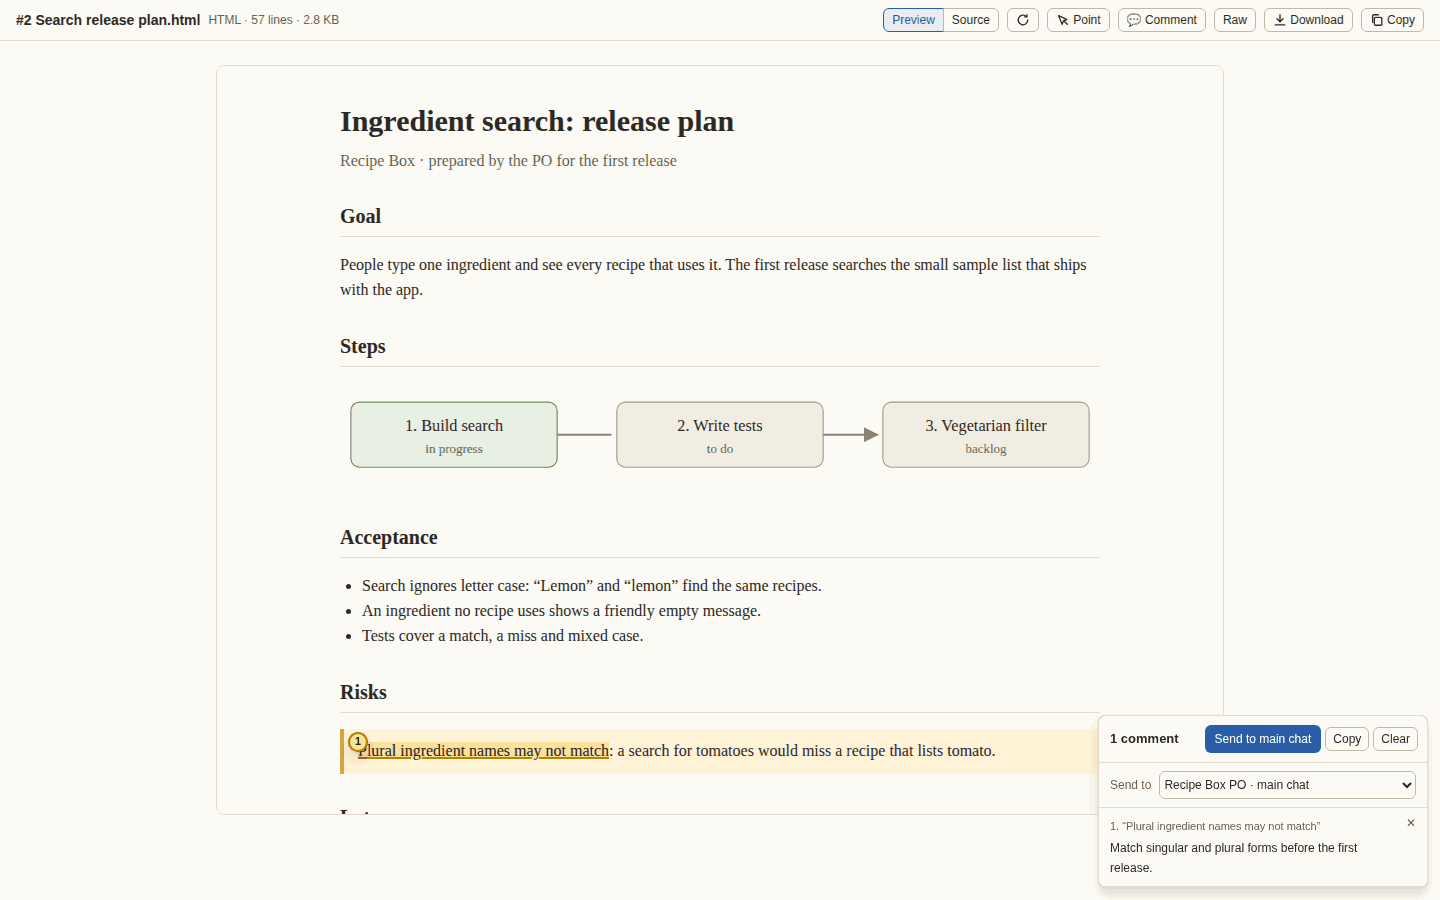 #2 Search release plan.html HTML · 57 lines · 2.8 KB Preview Source Point Comment Raw Download Copy
Ingredient search: release plan
Recipe Box · prepared by the PO for the first release
Goal
People type one ingredient and see every recipe that uses it. The first release searches the small sample list that ships
with the app.
Steps
1. Build search
in progress
2. Write tests
to do
3. Vegetarian filter
backlog
Acceptance
Search ignores letter case: “Lemon” and “lemon” find the same recipes.
An ingredient no recipe uses shows a friendly empty message.
Tests cover a match, a miss and mixed case.
Risks
1
Plural ingredient names may not match: a search for tomatoes would miss a recipe that lists tomato.
1 comment Send to main chat Copy Clear
Send to Recipe Box PO · main chat
1. “Plural ingredient names may not match” ×
Match singular and plural forms before the first
release.